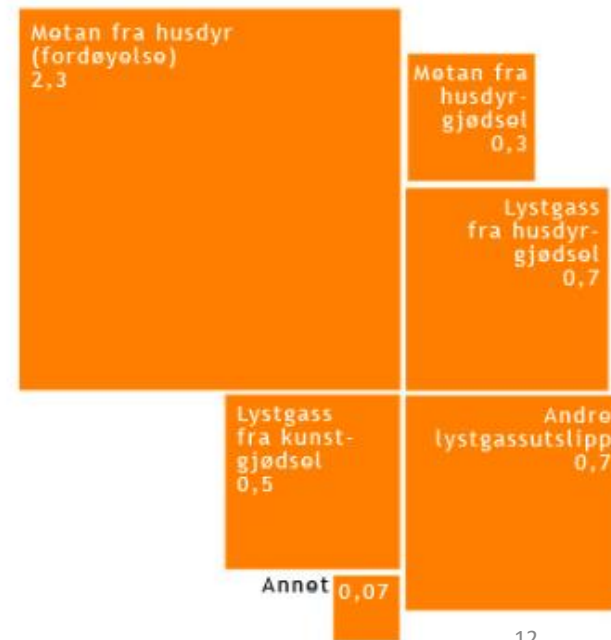 Metan fra husdyr
(fordøyelse)
2,3
Metan fra
husdyr-
gjødsel
0,3
Lystgass
fra husdyr-
gjødsel
0,7
Lystgass
fra kunst-
gjødsel
0,5
Andre
lystgassutslipp
0,7
Annet 0,07
12